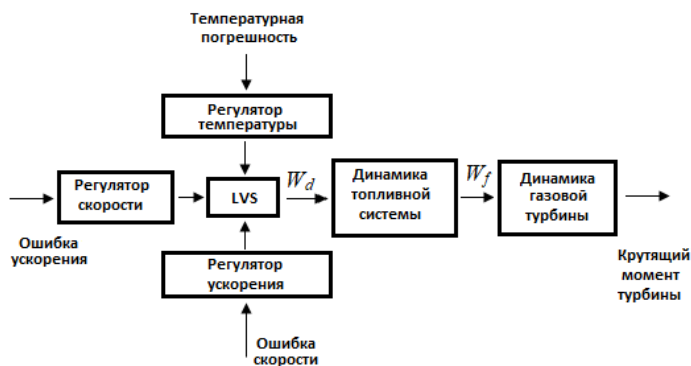 Температурная
погрешность
Регулятор
температуры
Регулятор
скорости
LVS
W_d
Динамика
топливной
системы
W_f
Динамика
газовой
турбины
Ошибка
ускорения
Регулятор
ускорения
Крутящий
момент
турбины
Ошибка
скорости